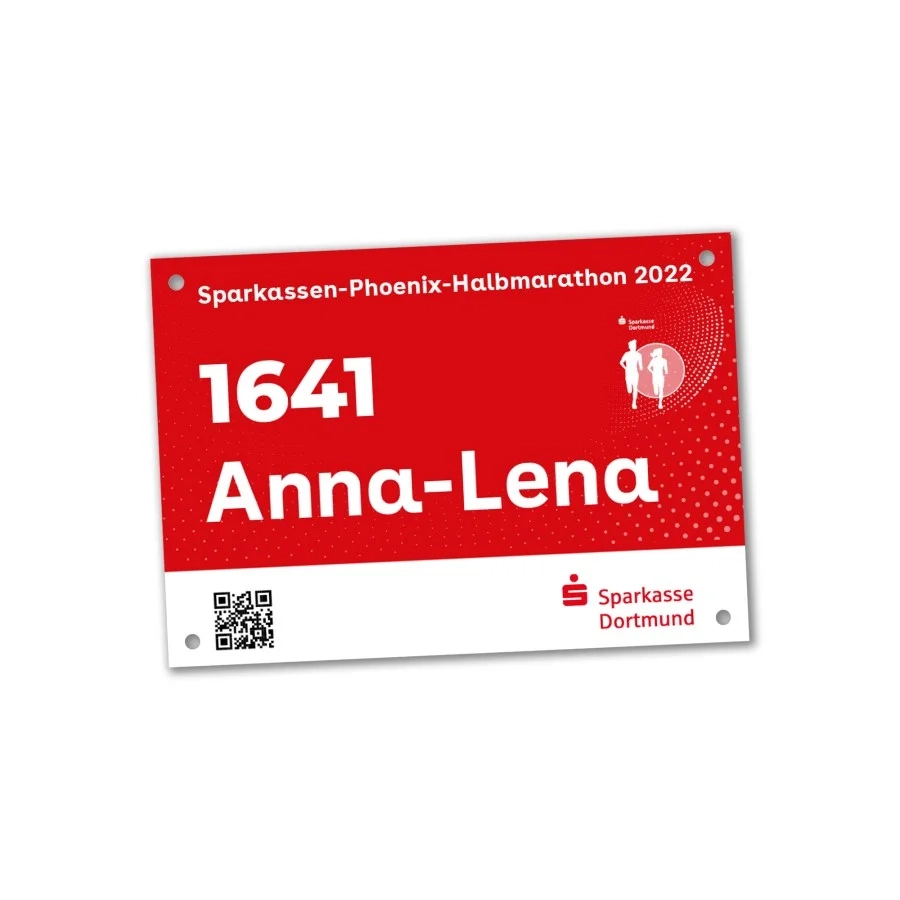 Sparkassen-Phoenix-Halbmarathon 2022
Sparkasse
Dortmund
1641
Anna-Lena
Sparkasse
Dortmund